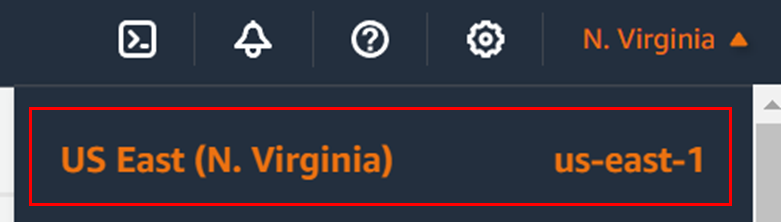 N. Virginia ▲
US East (N. Virginia) us-east-1